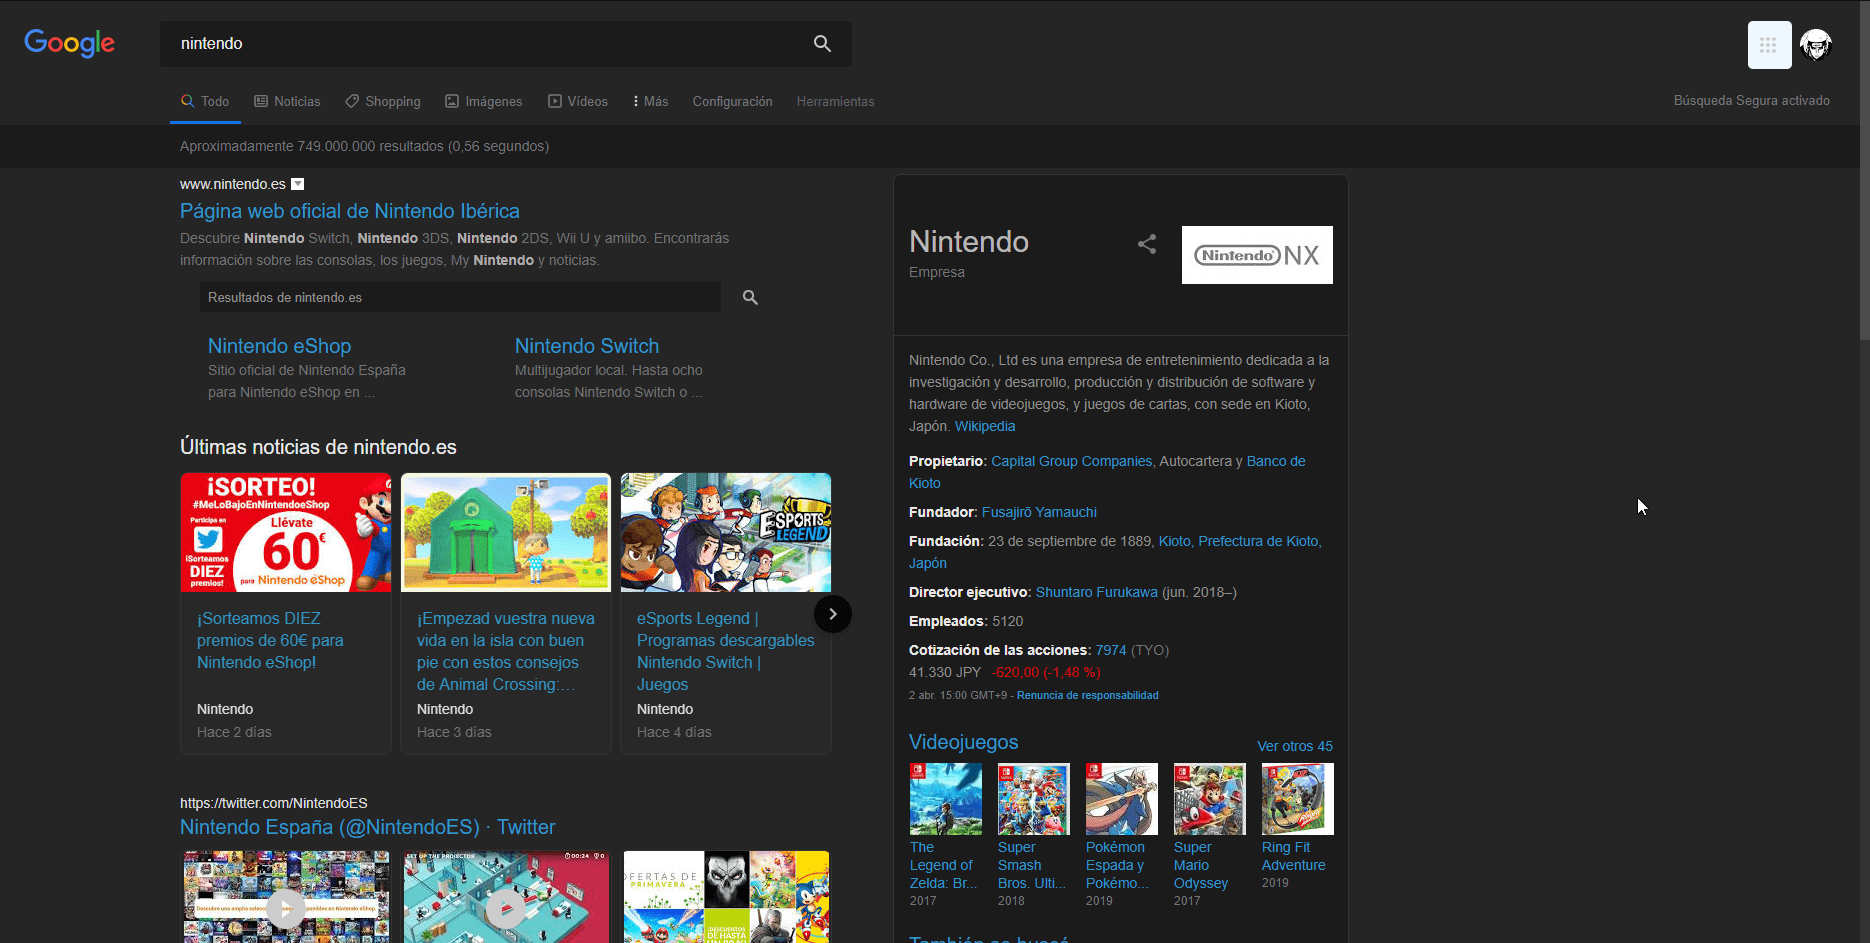 Google
nintendo
Todo
Noticias
Shopping
Imágenes
Vídeos
Más
Configuración
Herramientas
Búsqueda Segura activado
Aproximadamente 749.000.000 resultados (0,56 segundos)
www.nintendo.es
Página web oficial de Nintendo Ibérica
Descubre Nintendo Switch, Nintendo 3DS, Nintendo 2DS, Wii U y amiibo. Encontrarás
información sobre las consolas, los juegos, My Nintendo y noticias.
Resultados de nintendo.es
Nintendo eShop
Sitio oficial de Nintendo España
para Nintendo eShop en ...
Nintendo Switch
Multijugador local. Hasta ocho
consolas Nintendo Switch o ...
Últimas noticias de nintendo.es
¡SORTEO!
#MeLoBajoEnNintendoeShop
Participa en
Llévate
60€
para Nintendo eShop
¡Sorteamos
DIEZ
premios!
¡Sorteamos DIEZ
premios de 60€ para
Nintendo eShop!
Nintendo
Hace 2 días
¡Empezad vuestra nueva
vida en la isla con buen
pie con estos consejos
de Animal Crossing:...
Nintendo
Hace 3 días
ESPORTS
LEGEND
eSports Legend |
Programas descargables
Nintendo Switch |
Juegos
Nintendo
Hace 4 días
https://twitter.com/NintendoES
Nintendo España (@NintendoES) · Twitter
SET UP THE PROJECTOR
00:24
0
OFERTAS DE
PRIMAVERA
¡DESCUENTOS
DE HASTA
Nintendo
Empresa
Nintendo NX
Nintendo Co., Ltd es una empresa de entretenimiento dedicada a la
investigación y desarrollo, producción y distribución de software y
hardware de videojuegos, y juegos de cartas, con sede en Kioto,
Japón. Wikipedia
Propietario: Capital Group Companies, Autocartera y Banco de
Kioto
Fundador: Fusajirō Yamauchi
Fundación: 23 de septiembre de 1889, Kioto, Prefectura de Kioto,
Japón
Director ejecutivo: Shuntaro Furukawa (jun. 2018–)
Empleados: 5120
Cotización de las acciones: 7974 (TYO)
41.330 JPY -620,00 (-1,48 %)
2 abr. 15:00 GMT+9 - Renuncia de responsabilidad
Videojuegos
Ver otros 45
The
Legend of
Zelda: Br...
2017
Super
Smash
Bros. Ulti...
2018
Pokémon
Espada y
Pokémo...
2019
Super
Mario
Odyssey
2017
Ring Fit
Adventure
2019
También se buscó